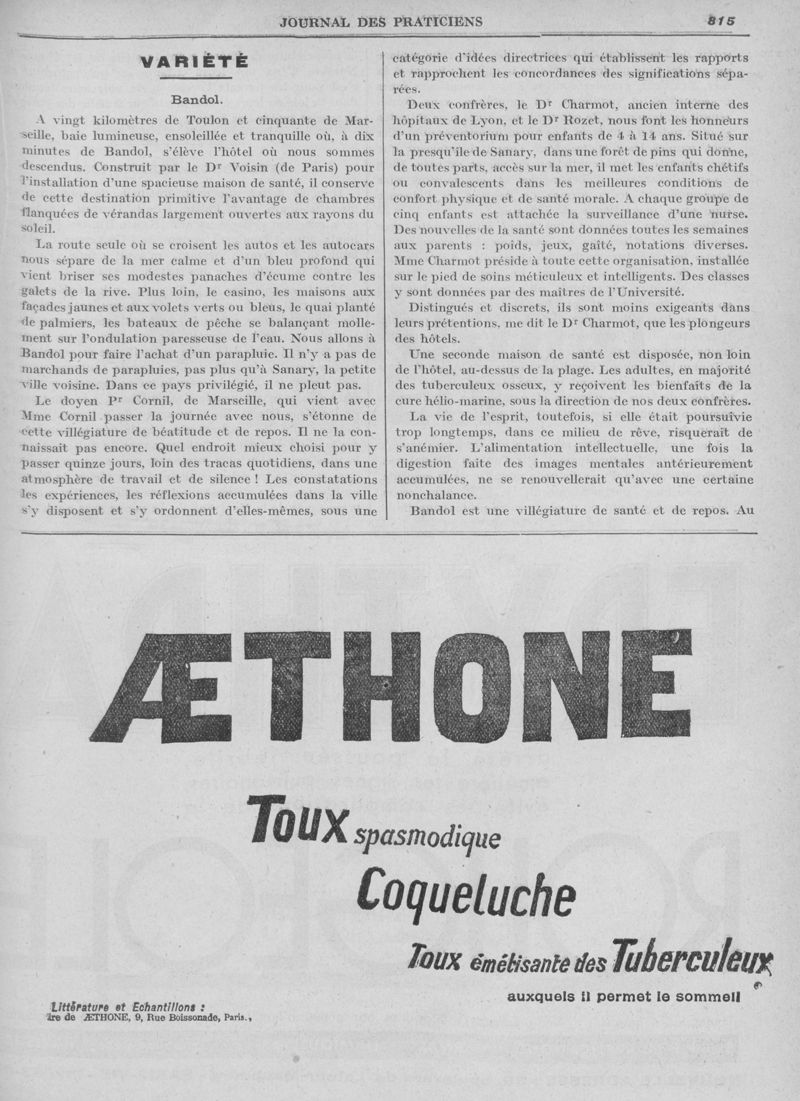 JOURNAL DES PRATICIENS
815
VARIÉTÉ
Bandol.
A vingt kilomètres de Toulon et cinquante de Mar-
seille, baie lumineuse, ensoleillée et tranquille où, à dix
minutes de Bandol, s'élève l'hôtel où nous sommes
descendus. Construit par le Dr Voisin (de Paris) pour
l'installation d'une spacieuse maison de santé, il conserve
de cette destination primitive l'avantage de chambres
flanquées de vérandas largement ouvertes aux rayons du
soleil.
La route seule où se croisent les autos et les autocars
nous sépare de la mer calme et d'un bleu profond qui
vient briser ses modestes panaches d'écume contre les
galets de la rive. Plus loin, le casino, les maisons aux
façades jaunes et aux volets verts ou bleus, le quai planté
de palmiers, les bateaux de pêche se balançant molle-
ment sur l'ondulation paresseuse de l'eau. Nous allons à
Bandol pour faire l'achat d'un parapluie. Il n'y a pas de
marchands de parapluies, pas plus qu'à Sanary, la petite
ville voisine. Dans ce pays privilégié, il ne pleut pas.
Le doyen Pr Cornil, de Marseille, qui vient avec
Mme Cornil passer la journée avec nous, s'étonne de
cette villégiature de béatitude et de repos. Il ne la con-
naissait pas encore. Quel endroit mieux choisi pour y
passer quinze jours, loin des tracas quotidiens, dans une
atmosphère de travail et de silence ! Les constatations
les expériences, les réflexions accumulées dans la ville
s'y disposent et s'y ordonnent d'elles-mêmes, sous une
catégorie d'idées directrices qui établissent les rapports
et rapprochent les concordances des significations sépa-
rées.
Deux confrères, le Dr Charmot, ancien interne des
hôpitaux de Lyon, et le Dr Rozet, nous font les honneurs
d'un préventorium pour enfants de 4 à 14 ans. Situé sur
la presqu'île de Sanary, dans une forêt de pins qui donne,
de toutes parts, accès sur la mer, il met les enfants chétifs
ou convalescents dans les meilleures conditions de
confort physique et de santé morale. A chaque groupe de
cinq enfants est attachée la surveillance d'une nurse.
Des nouvelles de la santé sont données toutes les semaines
aux parents : poids, jeux, gaîté, notations diverses.
Mme Charmot préside à toute cette organisation, installée
sur le pied de soins méticuleux et intelligents. Des classes
y sont données par des maîtres de l'Université.
Distingués et discrets, ils sont moins exigeants dans
leurs prétentions, me dit le Dr Charmot, que les plongeurs
des hôtels.
Une seconde maison de santé est disposée, non loin
de l'hôtel, au-dessus de la plage. Les adultes, en majorité
des tuberculeux osseux, y reçoivent les bienfaits de la
cure hélio-marine, sous la direction de nos deux confrères.
La vie de l'esprit, toutefois, si elle était poursuivie
trop longtemps, dans ce milieu de rêve, risquerait de
s'anémier. L'alimentation intellectuelle, une fois la
digestion faite des images mentales antérieurement
accumulées, ne se renouvellerait qu'avec une certaine
nonchalance.
Bandol est une villégiature de santé et de repos. Au
ÆTHONE
Toux spasmodique
Coqueluche
Toux émétisante des Tuberculeux
auxquels il permet le sommeil
Littérature et Echantillons :
de ÆTHONE, 9, Rue Boissonade, Paris.